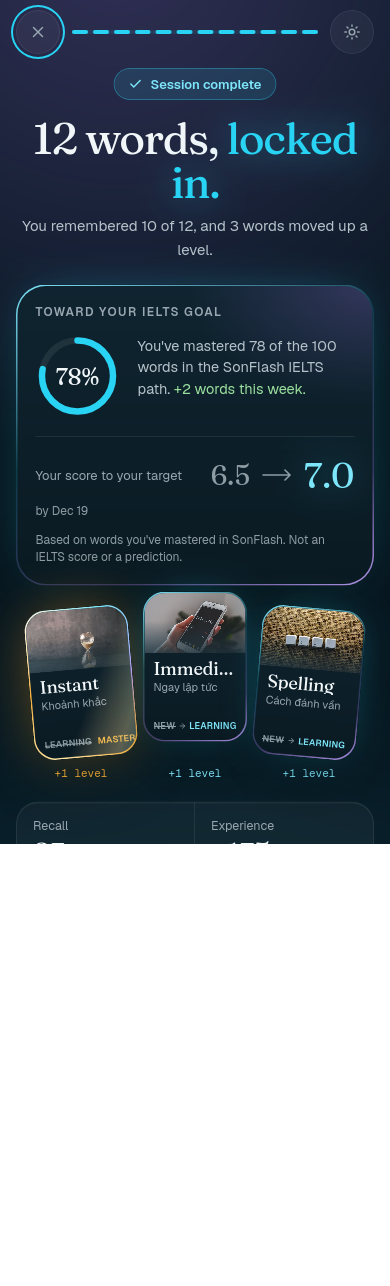 Session complete
12 words, locked
in.
You remembered 10 of 12, and 3 words moved up a
level.
TOWARD YOUR IELTS GOAL
78%
You've mastered 78 of the 100
words in the SonFlash IELTS
path. +2 words this week.
Your score to your target
6.5 → 7.0
by Dec 19
Based on words you've mastered in SonFlash. Not an
IELTS score or a prediction.
Instant
Khoảnh khắc
LEARNING MASTER
+1 level
Immedi...
Ngay lập tức
NEW → LEARNING
+1 level
Spelling
Cách đánh vần
NEW → LEARNING
+1 level
Recall
Experience